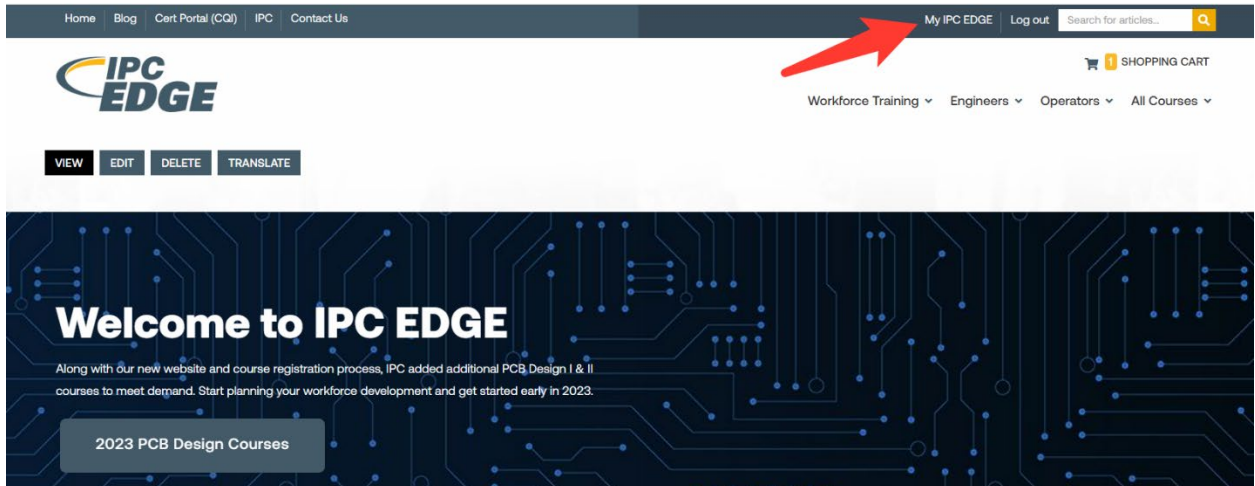 Home Blog Cert Portal (CQI) IPC Contact Us My IPC EDGE Log out Search for articles...
IPC
EDGE
1 SHOPPING CART
Workforce Training Engineers Operators All Courses
VIEW EDIT DELETE TRANSLATE
Welcome to IPC EDGE
Along with our new website and course registration process, IPC added additional PCB Design I & II
courses to meet demand. Start planning your workforce development and get started early in 2023.
2023 PCB Design Courses